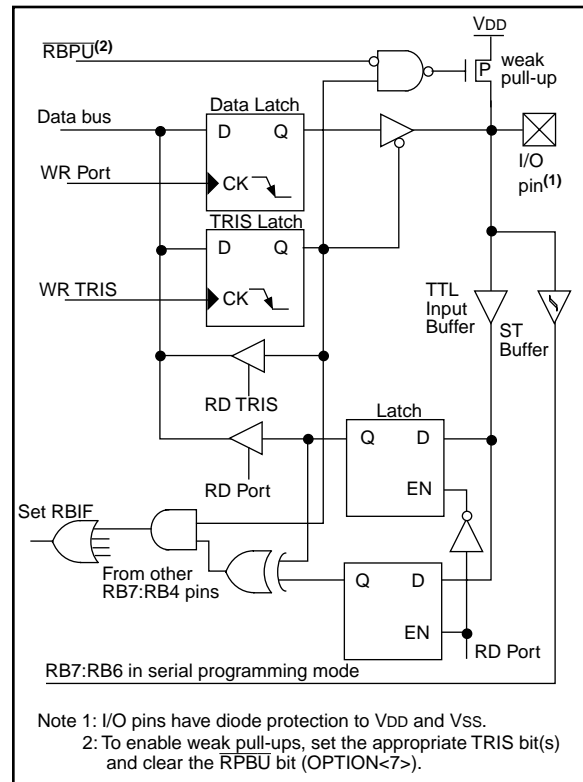 VDD
RBPU(2)
weak
pull-up
P
Data Latch
Data bus
D Q
I/O
pin(1)
WR Port
CK
TRIS Latch
D Q
WR TRIS
CK
TTL
Input
Buffer
ST
Buffer
RD TRIS
Latch
Q D
RD Port
EN
Set RBIF
From other
RB7:RB4 pins
Q D
EN
RD Port
RB7:RB6 in serial programming mode
Note 1: I/O pins have diode protection to VDD and VSS.
2: To enable weak pull-ups, set the appropriate TRIS bit(s)
and clear the RPBU bit (OPTION<7>).